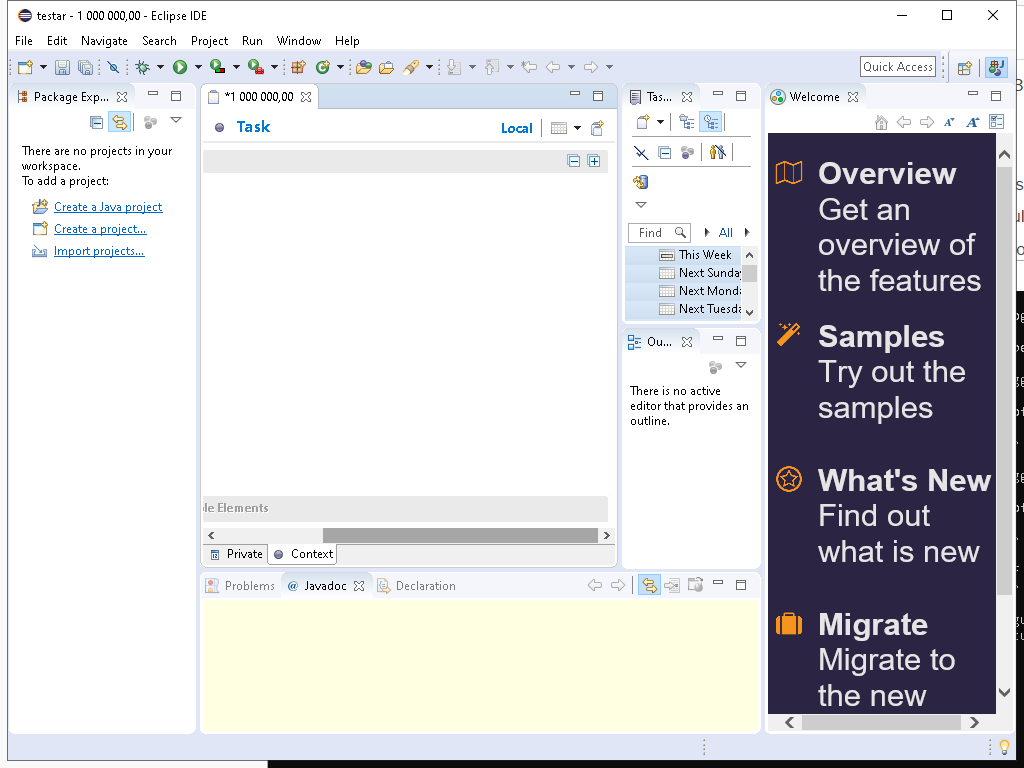 testar - 1 000 000,00 - Eclipse IDE
File Edit Navigate Search Project Run Window Help
Quick Access
Package Exp...
There are no projects in your
workspace.
To add a project:
Create a Java project
Create a project...
Import projects...
*1 000 000,00
Task
Local
le Elements
Private
Context
Tas...
Find
All
This Week
Next Sunday
Next Monda
Next Tuesda
Ou...
There is no active
editor that provides an
outline.
Problems
@ Javadoc
Declaration
Welcome
Overview
Get an
overview of
the features
Samples
Try out the
samples
What's New
Find out
what is new
Migrate
Migrate to
the new